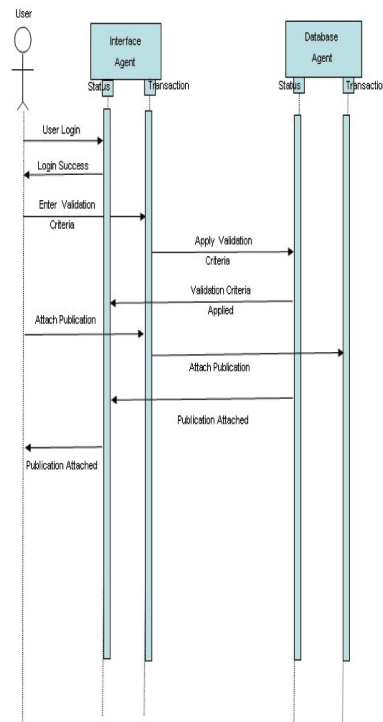 User
Interface
Agent
Database
Agent
Status
Transaction
Status
Transaction
User Login
Login Success
Enter Validation
Criteria
Apply Validation
Criteria
Validation Criteria
Applied
Attach Publication
Attach Publication
Publication Attached
Publication Attached